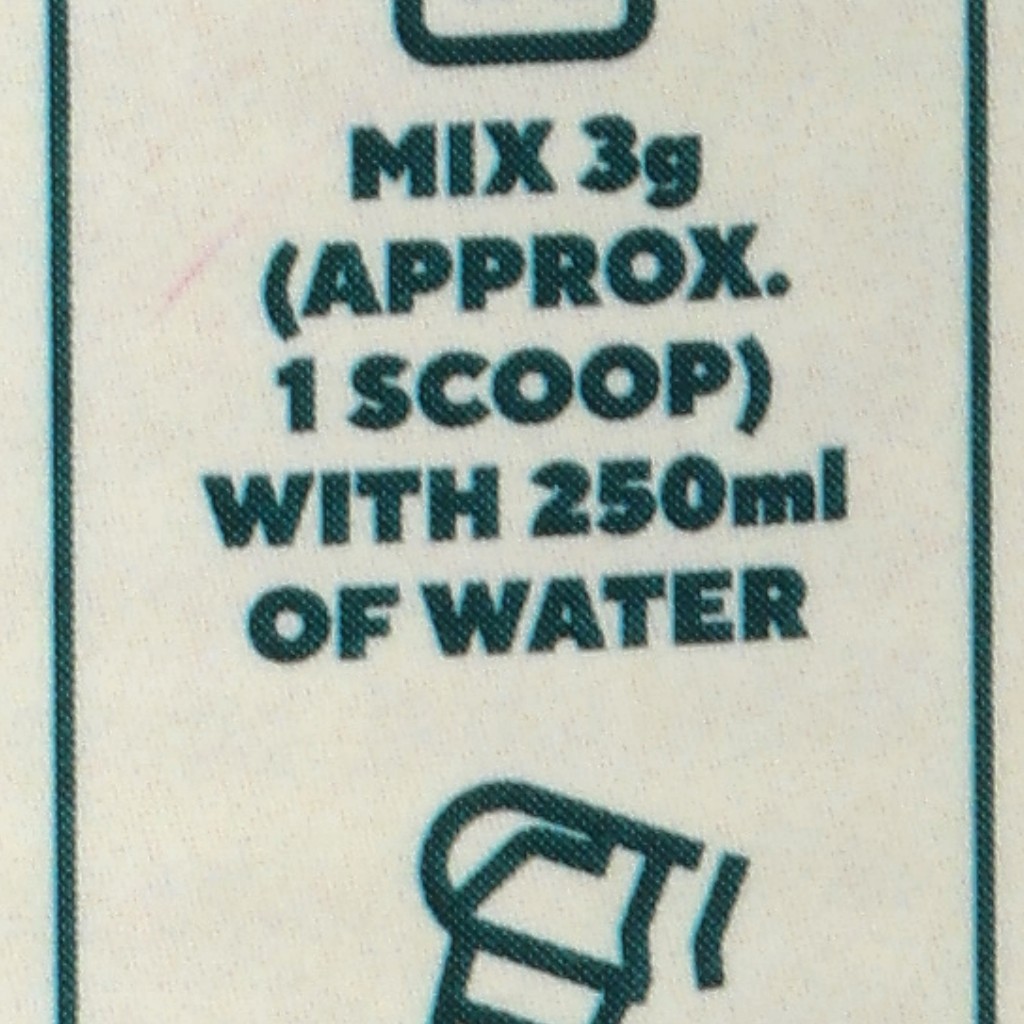 MIX 3g
(APPROX.
1 SCOOP)
WITH 250ml
OF WATER